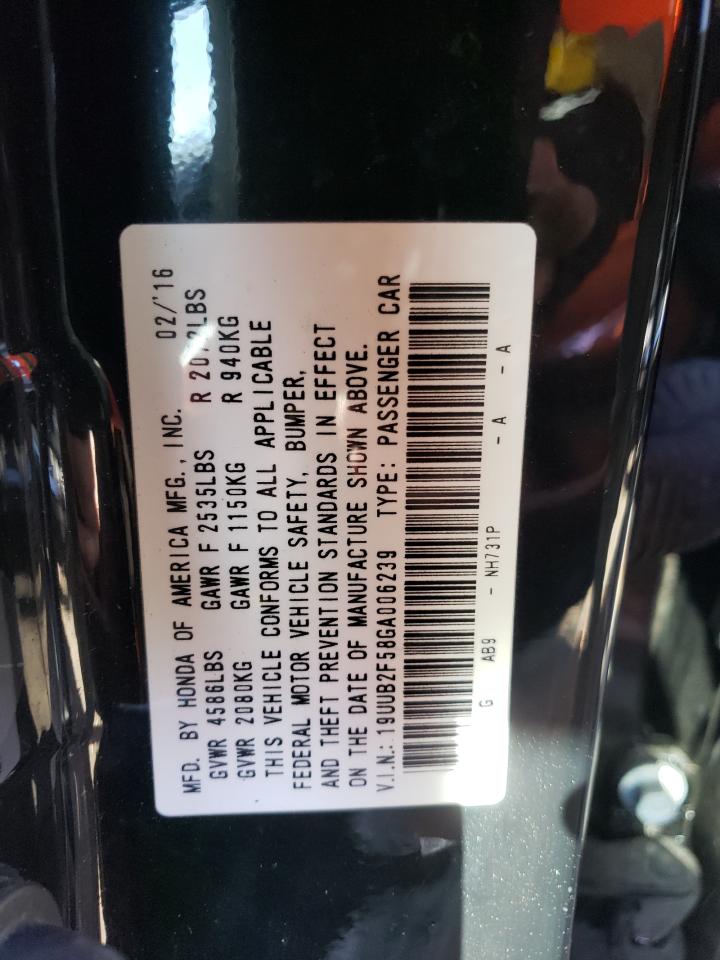 MFD. BY HONDA OF AMERICA MFG., INC. 02/'16
GVWR 4586LBS GAWR F 2535LBS R
GVWR 2080KG GAWR F 1150KG R 940KG
THIS VEHICLE CONFORMS TO ALL APPLICABLE
FEDERAL MOTOR VEHICLE SAFETY, BUMPER,
AND THEFT PREVENTION STANDARDS IN EFFECT
ON THE DATE OF MANUFACTURE SHOWN ABOVE.
V.I.N.: 19UUB2F58GA006239 TYPE: PASSENGER CAR
G AB9 - NH731P - A - A